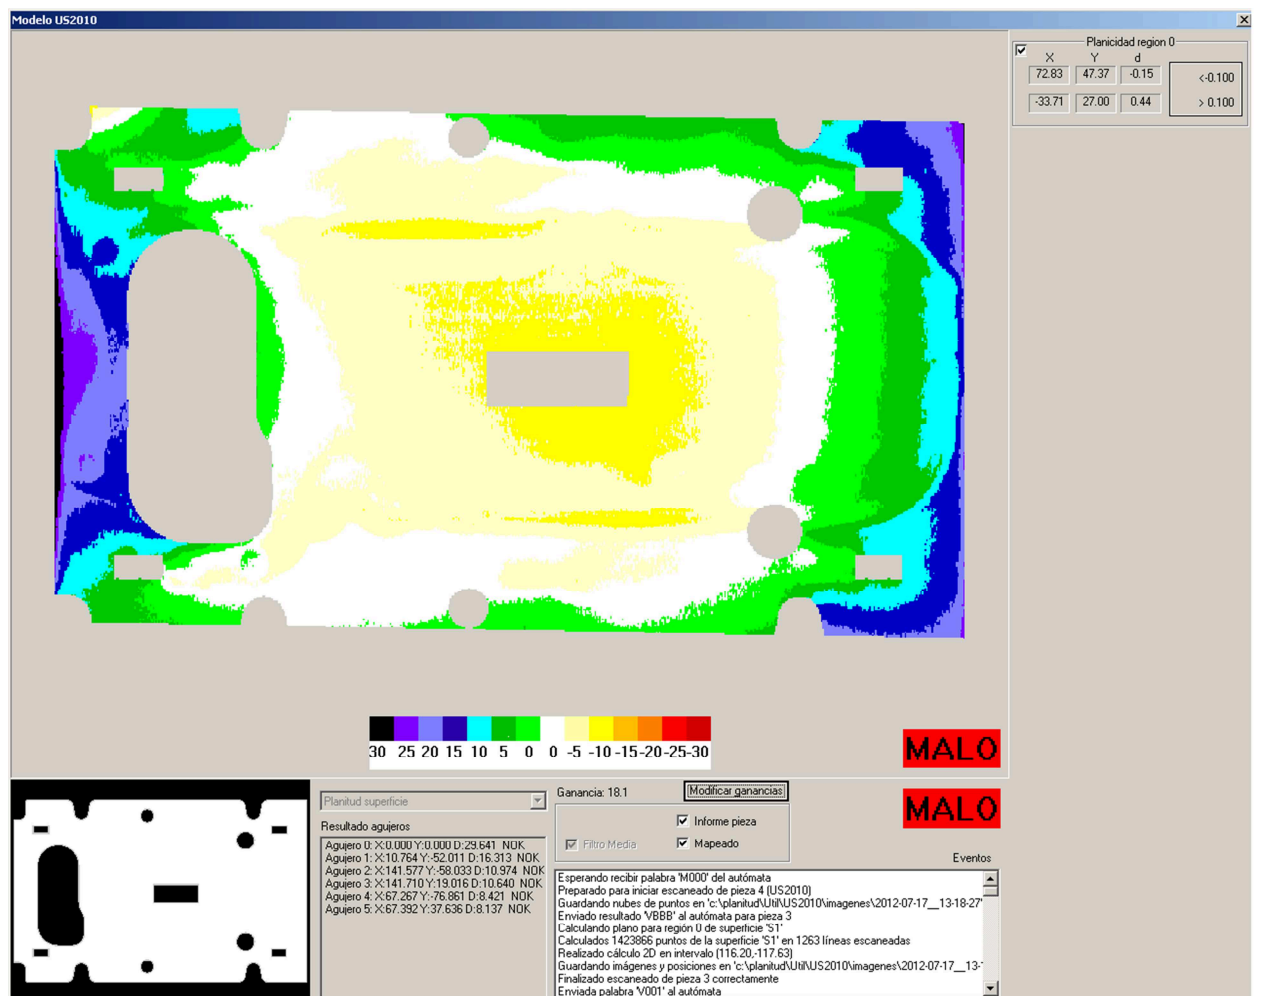 Modelo US2010
Planicidad region 0
X Y d
72.83 47.37 -0.15 <-0.100
-33.71 27.00 0.44 > 0.100
30 25 20 15 10 5 0 0 -5 -10 -15 -20 -25 -30
MALO
MALO
Planitud superficie
Resultado agujeros
Agujero 0: X:0.000 Y:0.000 D:29.641 NOK
Agujero 1: X:10.764 Y:-52.011 D:16.313 NOK
Agujero 2: X:141.577 Y:-58.033 D:10.974 NOK
Agujero 3: X:141.710 Y:19.016 D:10.640 NOK
Agujero 4: X:67.267 Y:-76.861 D:8.421 NOK
Agujero 5: X:67.392 Y:37.636 D:8.137 NOK
Ganancia: 18.1
Modificar ganancias
Informe pieza
Filtro Media
Mapeado
Eventos
Esperando recibir palabra 'M000' del autómata
Preparado para iniciar escaneado de pieza 4 (US2010)
Guardando nubes de puntos en 'c:\planitud\Util\US2010\imagenes\2012-07-17__13-18-27'
Enviado resultado 'VBBB' al autómata para pieza 3
Calculando plano para región 0 de superficie 'S1'
Calculados 1423866 puntos de la superficie 'S1' en 1263 líneas escaneadas
Realizado cálculo 2D en intervalo (116.20,-117.63)
Guardando imágenes y posiciones en 'c:\planitud\Util\US2010\imagenes\2012-07-17__13-
Finalizado escaneado de pieza 3 correctamente
Enviada palabra 'V001' al autómata